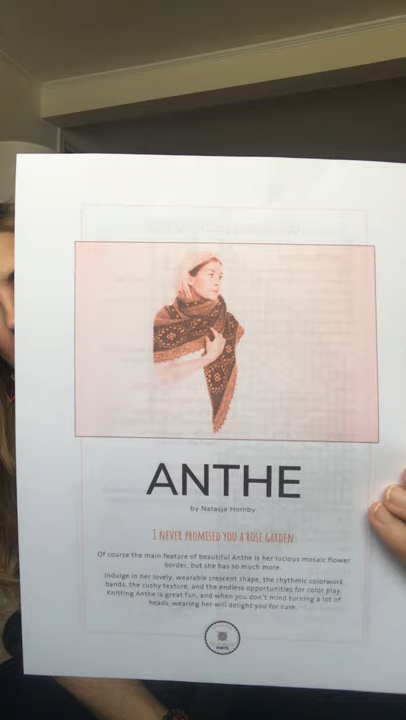 ANTHE
by Natasja Hornby
I NEVER PROMISED YOU A ROSE GARDEN
Of course the main feature of beautiful Anthe is her lucious mosaic flower
border, but she has so much more.
Indulge in her lovely, wearable crescent shape, the rhythmic colorwork
bands, the cushy texture, and the endless opportunities for color play.
Knitting Anthe is great fun, and when you don't mind turning a lot of
heads, wearing her will delight you for sure.